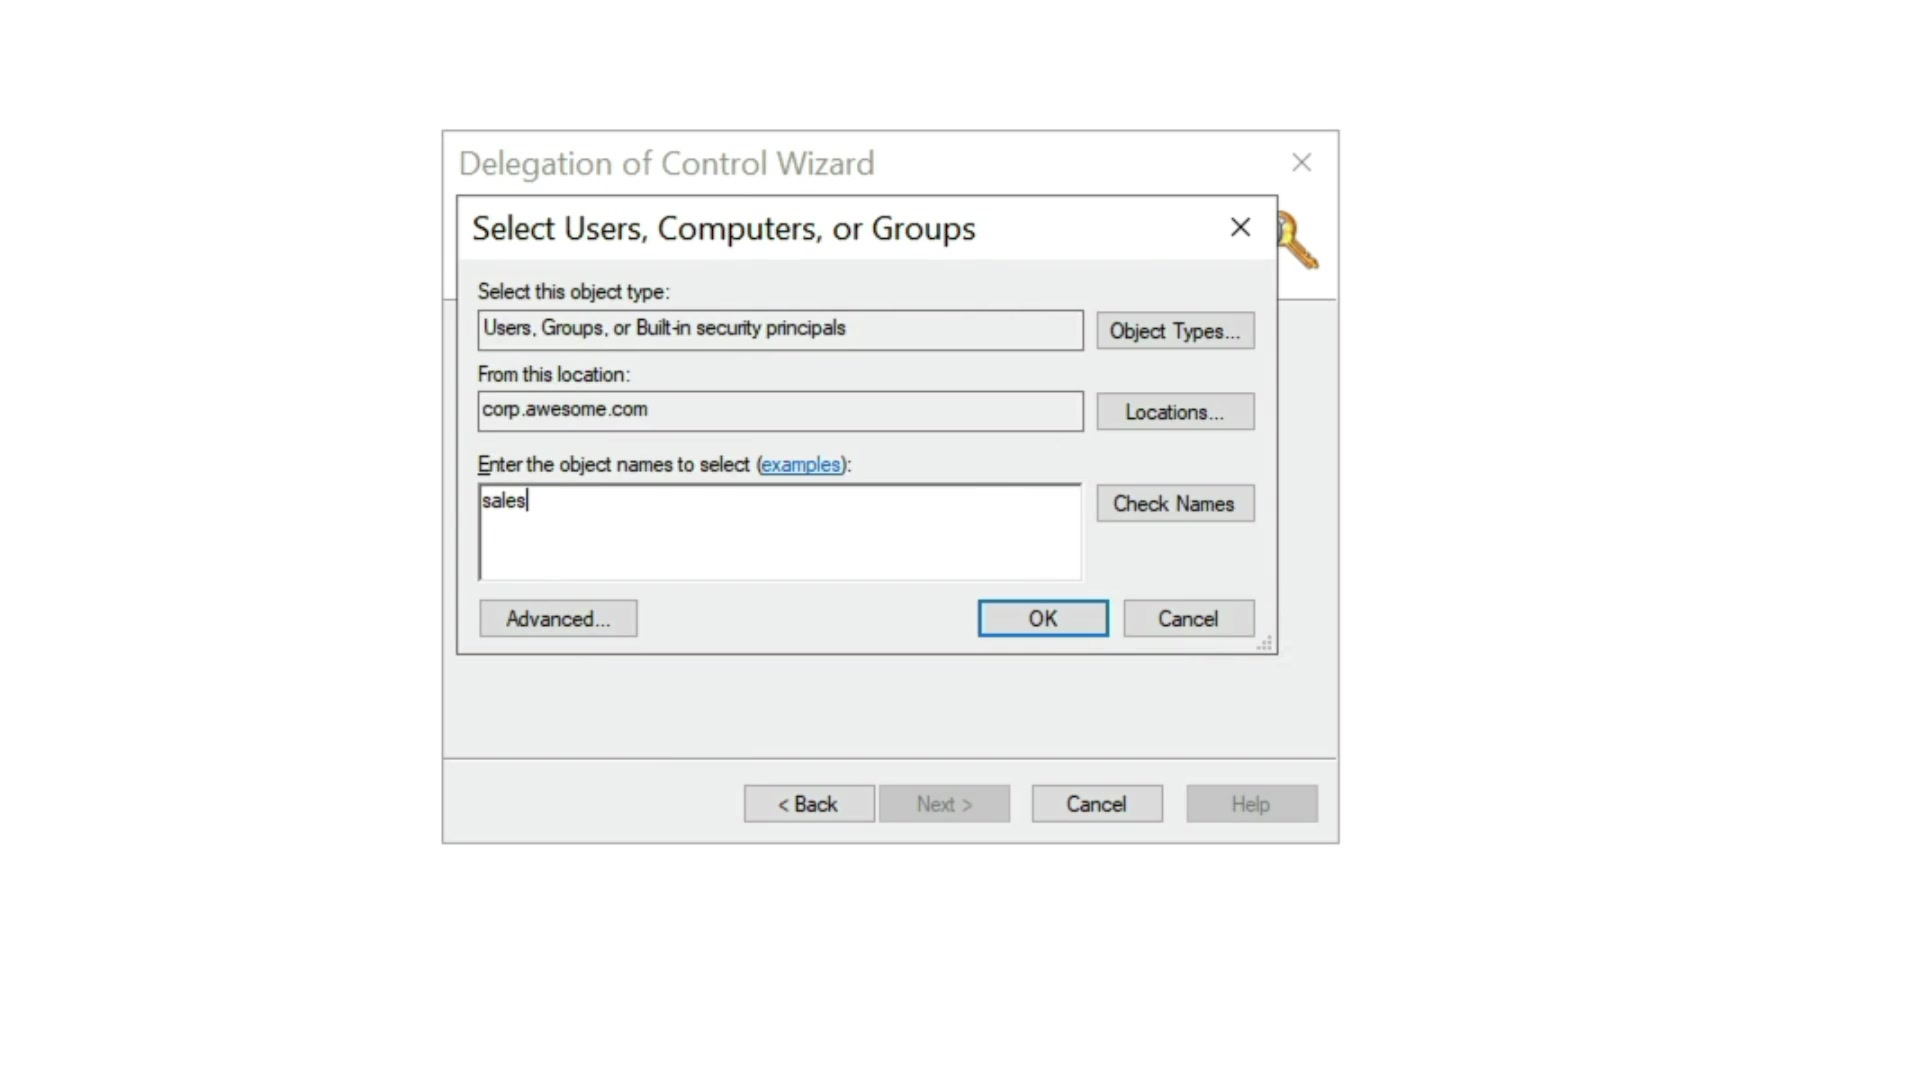 Delegation of Control Wizard
Select Users, Computers, or Groups
Select this object type:
Users, Groups, or Built-in security principals
Object Types...
From this location:
corp.awesome.com
Locations...
Enter the object names to select (examples):
sales
Check Names
Advanced...
OK
Cancel
< Back
Next >
Cancel
Help